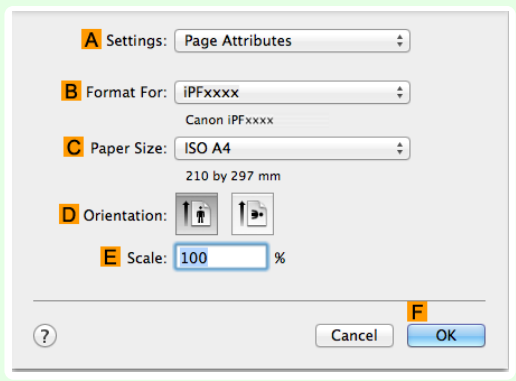 A Settings: Page Attributes
B Format For: iPFxxxx
Canon iPFxxxx
C Paper Size: ISO A4
210 by 297 mm
D Orientation:
E Scale: 100 %
F
? Cancel OK